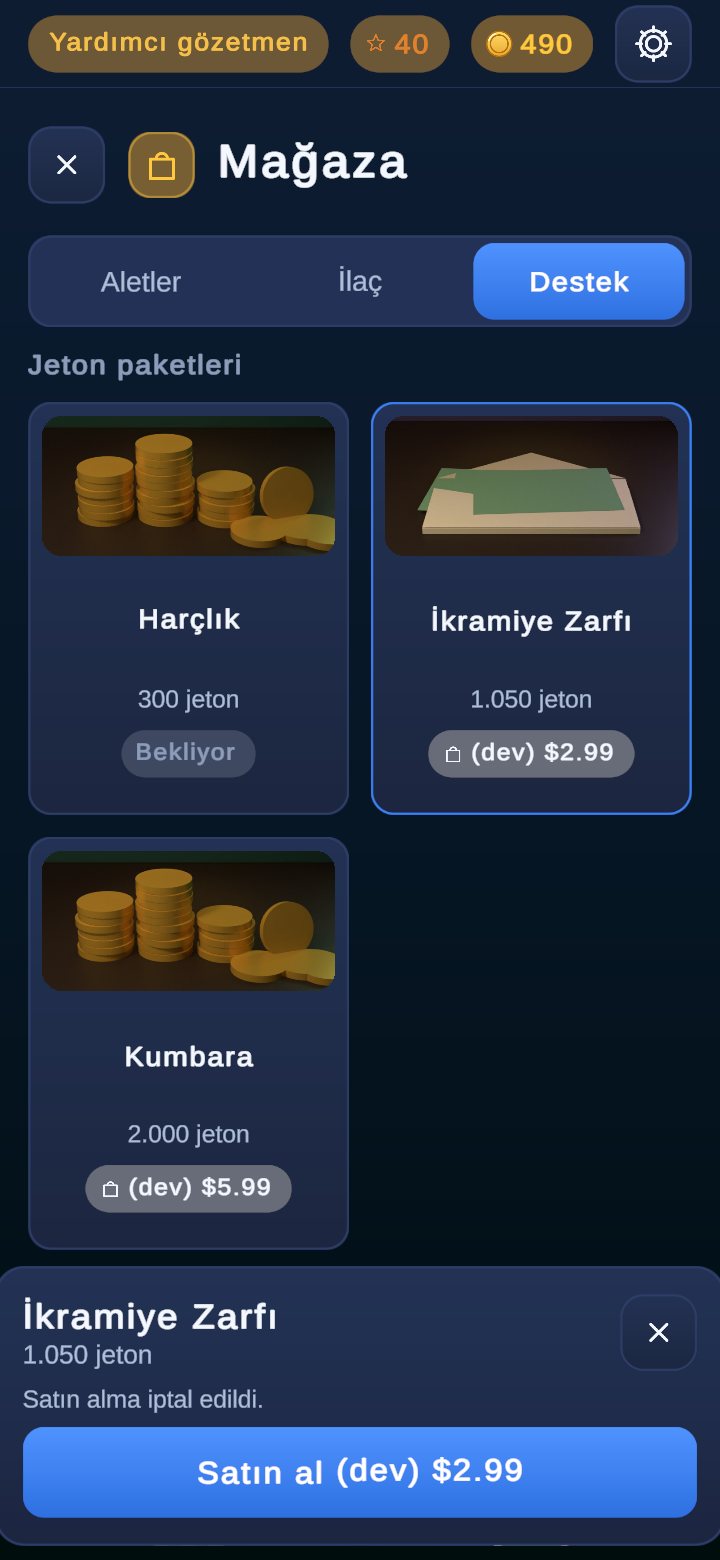 Yardımcı gözetmen
40
490
Mağaza
Aletler
İlaç
Destek
Jeton paketleri
Harçlık
300 jeton
Bekliyor
İkramiye Zarfı
1.050 jeton
(dev) $2.99
Kumbara
2.000 jeton
(dev) $5.99
İkramiye Zarfı
1.050 jeton
Satın alma iptal edildi.
Satın al (dev) $2.99